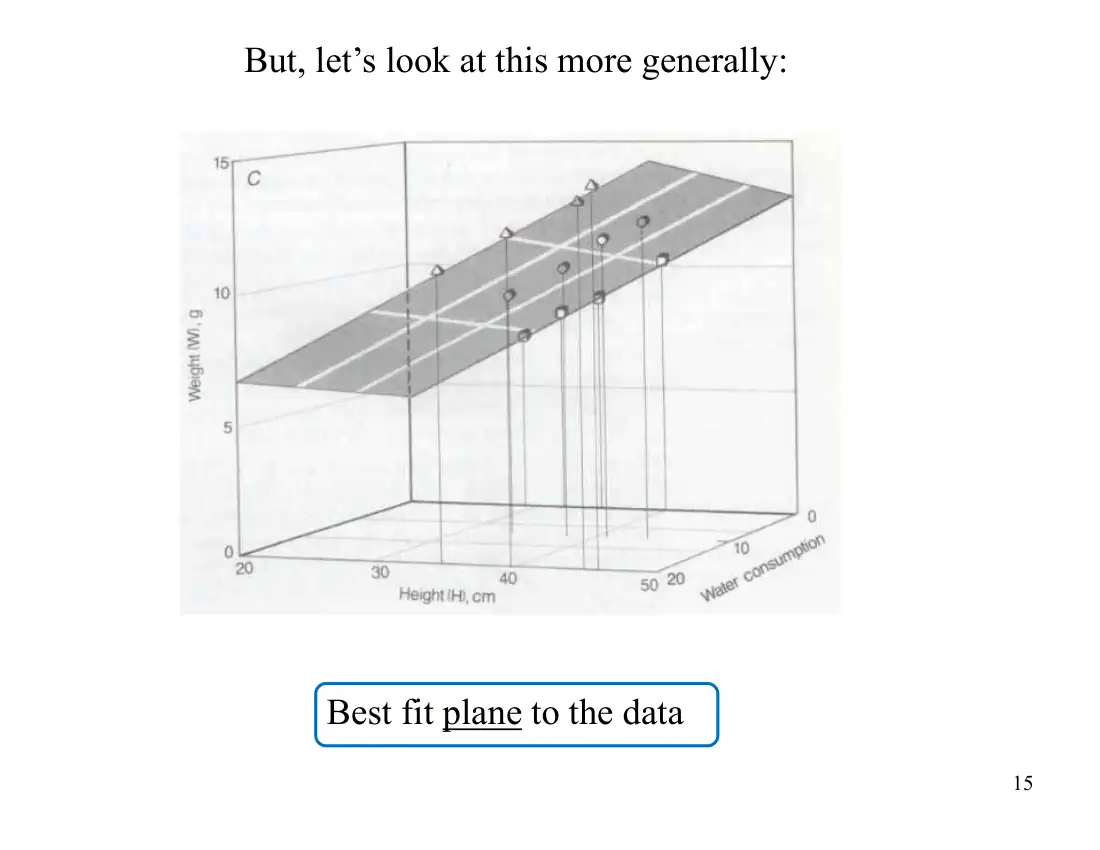 But, let's look at this more generally:
15
C
10
Weight (W), g
5
0
20
30
40
50
20
10
0
Height (H), cm
Water consumption
Best fit plane to the data
15